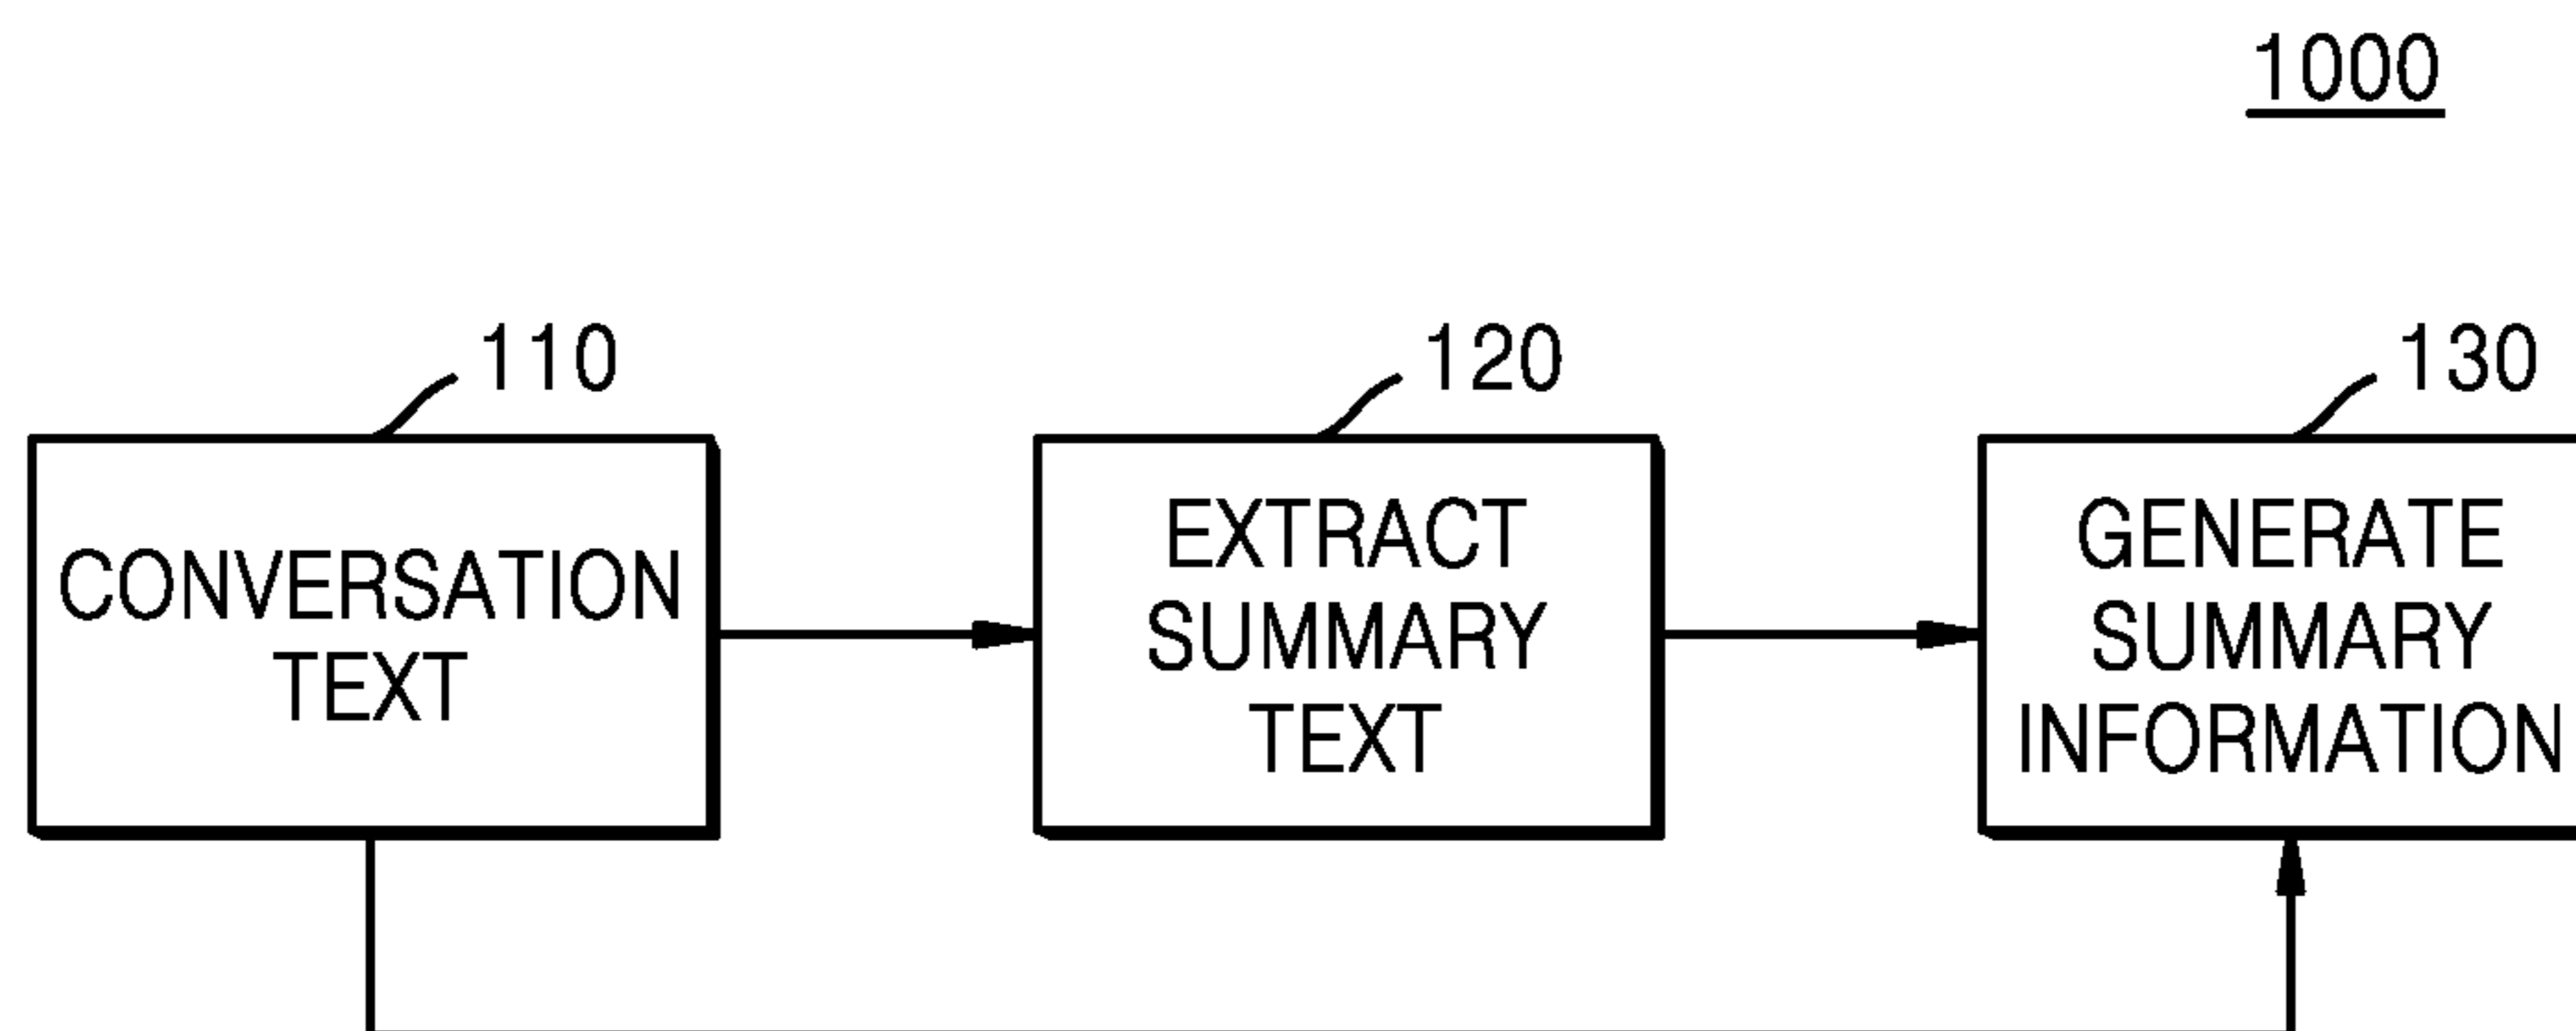 1000
110
120
130
CONVERSATION
TEXT
EXTRACT
SUMMARY
TEXT
GENERATE
SUMMARY
INFORMATION